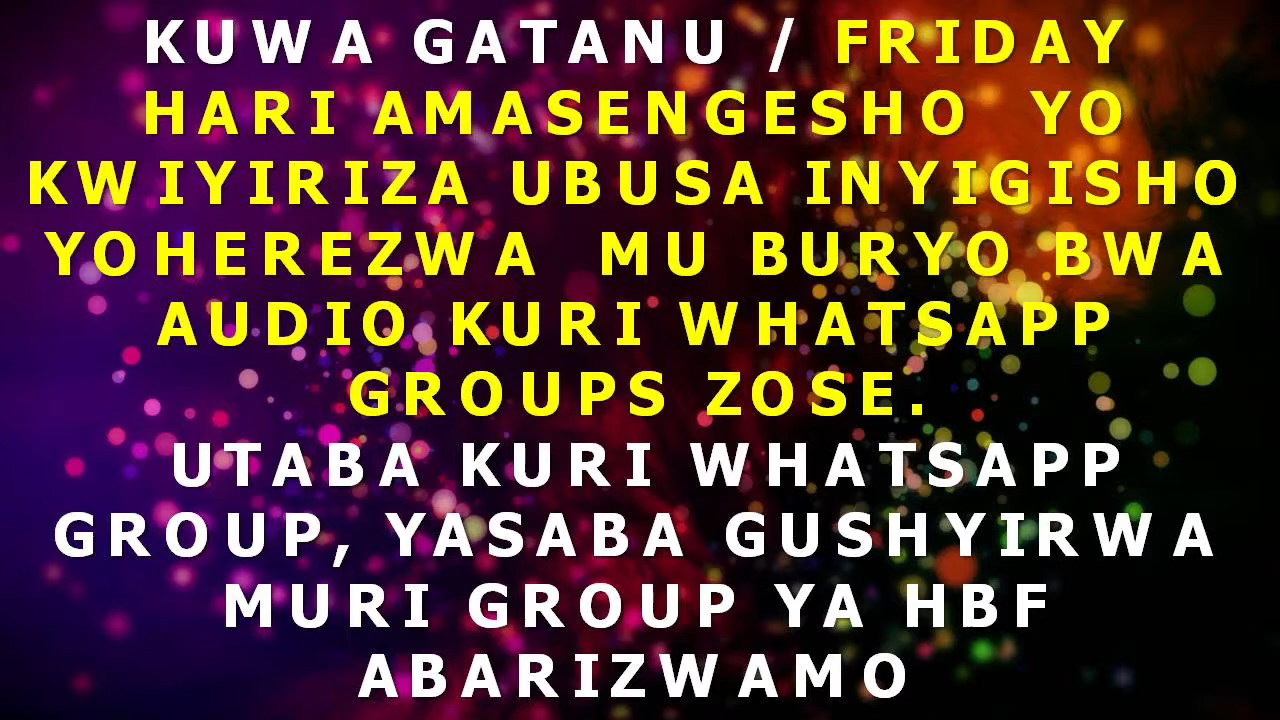 KUWA GATANU / FRIDAY
HARI AMASENGESHO YO
KWIYIRIZA UBUSA INYIGISHO
YOHEREZWA MU BURYO BWA
AUDIO KURI WHATSAPP
GROUPS ZOSE.
UTABA KURI WHATSAPP
GROUP, YASABA GUSHYIRWA
MURI GROUP YA HBF
ABARIZWAMO